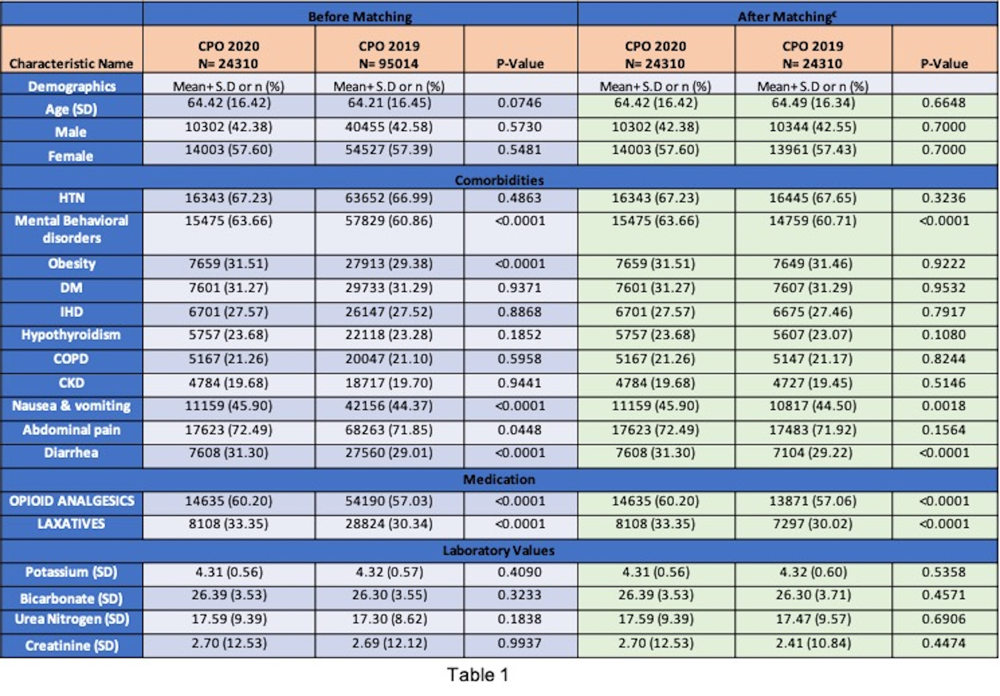 Before Matching After Matching€
Characteristic Name CPO 2020 N= 24310 CPO 2019 N= 95014 P-Value CPO 2020 N= 24310 CPO 2019 N= 24310 P-Value
Demographics Mean+ S.D or n (%) Mean+ S.D or n (%) Mean+ S.D or n (%) Mean+ S.D or n (%)
Age (SD) 64.42 (16.42) 64.21 (16.45) 0.0746 64.42 (16.42) 64.49 (16.34) 0.6648
Male 10302 (42.38) 40455 (42.58) 0.5730 10302 (42.38) 10344 (42.55) 0.7000
Female 14003 (57.60) 54527 (57.39) 0.5481 14003 (57.60) 13961 (57.43) 0.7000
Comorbidities
HTN 16343 (67.23) 63652 (66.99) 0.4863 16343 (67.23) 16445 (67.65) 0.3236
Mental Behavioral disorders 15475 (63.66) 57829 (60.86) <0.0001 15475 (63.66) 14759 (60.71) <0.0001
Obesity 7659 (31.51) 27913 (29.38) <0.0001 7659 (31.51) 7649 (31.46) 0.9222
DM 7601 (31.27) 29733 (31.29) 0.9371 7601 (31.27) 7607 (31.29) 0.9532
IHD 6701 (27.57) 26147 (27.52) 0.8868 6701 (27.57) 6675 (27.46) 0.7917
Hypothyroidism 5757 (23.68) 22118 (23.28) 0.1852 5757 (23.68) 5607 (23.07) 0.1080
COPD 5167 (21.26) 20047 (21.10) 0.5958 5167 (21.26) 5147 (21.17) 0.8244
CKD 4784 (19.68) 18717 (19.70) 0.9441 4784 (19.68) 4727 (19.45) 0.5146
Nausea & vomiting 11159 (45.90) 42156 (44.37) <0.0001 11159 (45.90) 10817 (44.50) 0.0018
Abdominal pain 17623 (72.49) 68263 (71.85) 0.0448 17623 (72.49) 17483 (71.92) 0.1564
Diarrhea 7608 (31.30) 27560 (29.01) <0.0001 7608 (31.30) 7104 (29.22) <0.0001
Medication
OPIOID ANALGESICS 14635 (60.20) 54190 (57.03) <0.0001 14635 (60.20) 13871 (57.06) <0.0001
LAXATIVES 8108 (33.35) 28824 (30.34) <0.0001 8108 (33.35) 7297 (30.02) <0.0001
Laboratory Values
Potassium (SD) 4.31 (0.56) 4.32 (0.57) 0.4090 4.31 (0.56) 4.32 (0.60) 0.5358
Bicarbonate (SD) 26.39 (3.53) 26.30 (3.55) 0.3233 26.39 (3.53) 26.30 (3.71) 0.4571
Urea Nitrogen (SD) 17.59 (9.39) 17.30 (8.62) 0.1838 17.59 (9.39) 17.47 (9.57) 0.6906
Creatinine (SD) 2.70 (12.53) 2.69 (12.12) 0.9937 2.70 (12.53) 2.41 (10.84) 0.4474
Table 1